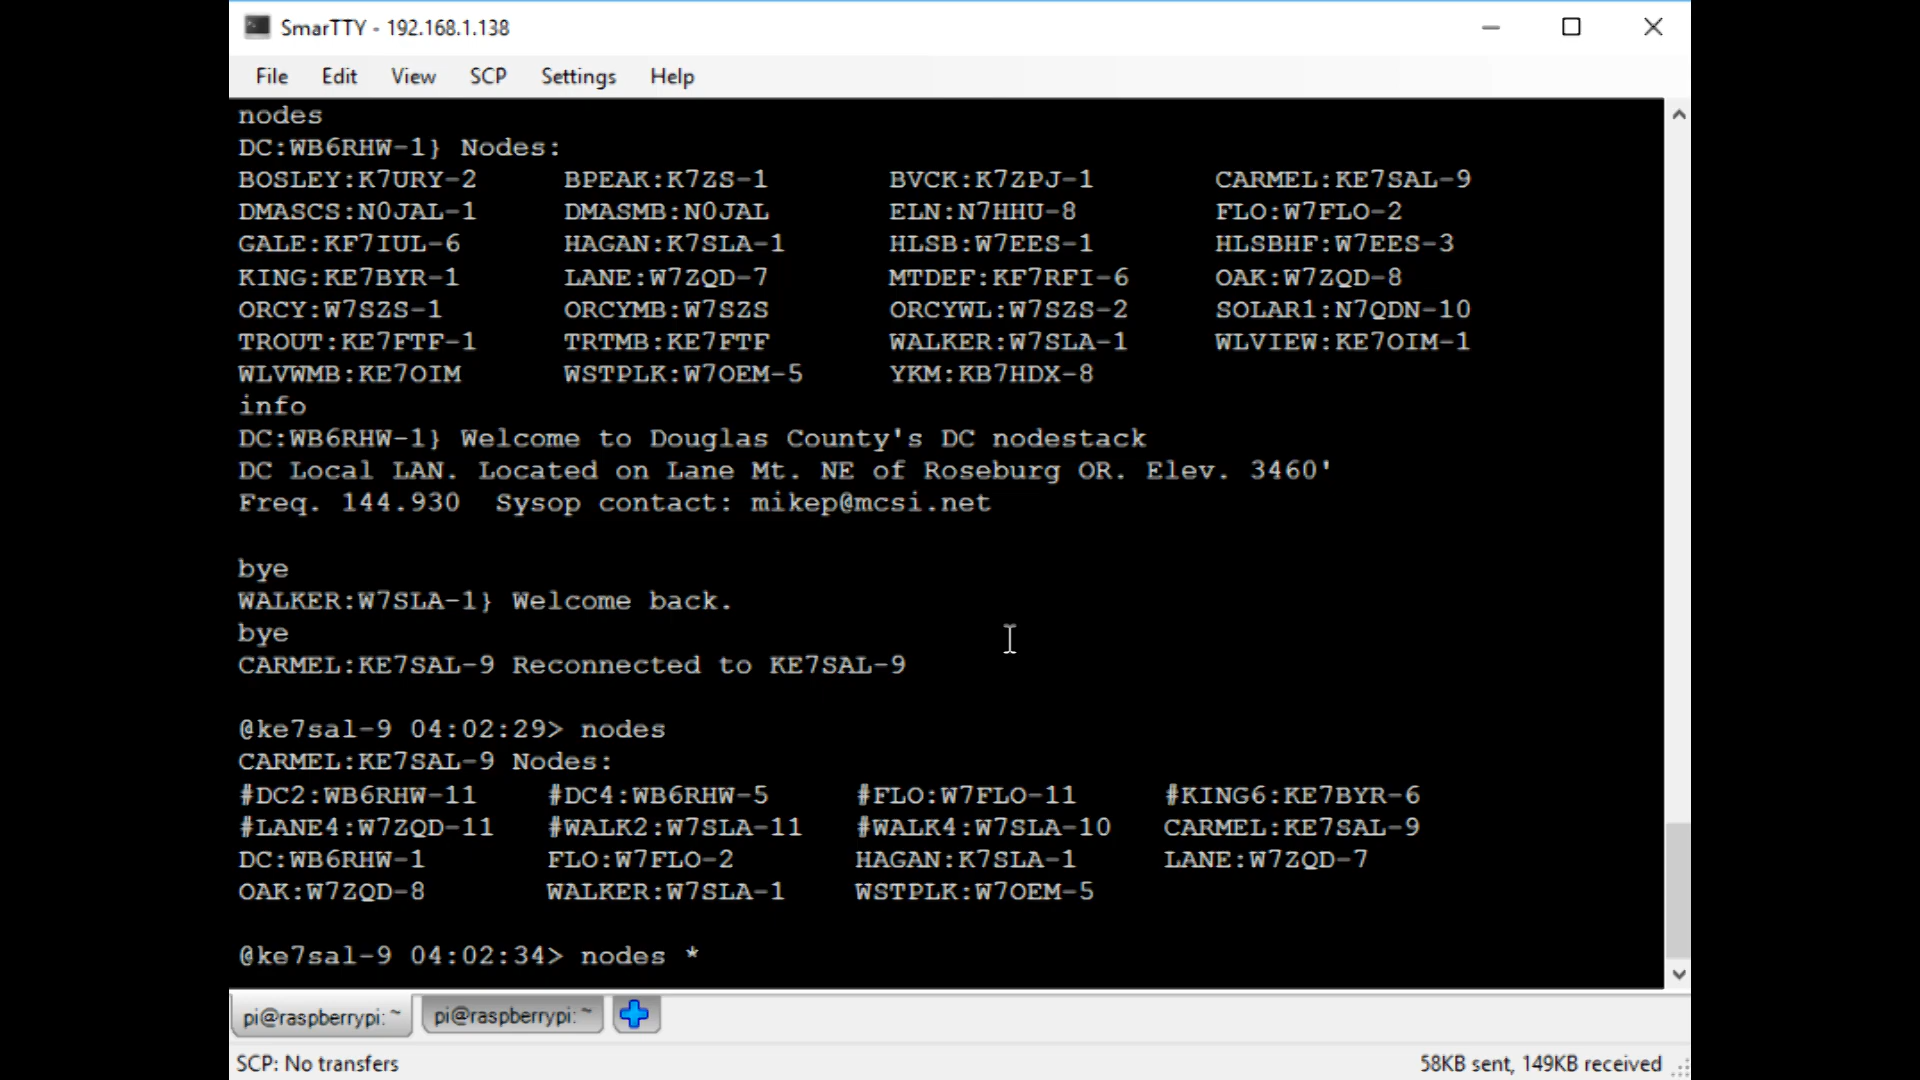 SmarTTY - 192.168.1.138
File Edit View SCP Settings Help
nodes
DC:WB6RHW-1} Nodes:
BOSLEY:K7URY-2 BPEAK:K7ZS-1 BVCK:K7ZPJ-1 CARMEL:KE7SAL-9
DMASCS:N0JAL-1 DMASMB:N0JAL ELN:N7HHU-8 FLO:W7FLO-2
GALE:KF7IUL-6 HAGAN:K7SLA-1 HLSB:W7EES-1 HLSBHF:W7EES-3
KING:KE7BYR-1 LANE:W7ZQD-7 MTDEF:KF7RFI-6 OAK:W7ZQD-8
ORCY:W7SZS-1 ORCYMB:W7SZS ORCYWL:W7SZS-2 SOLAR1:N7QDN-10
TROUT:KE7FTF-1 TRTMB:KE7FTF WALKER:W7SLA-1 WLVIEW:KE7OIM-1
WLVWMB:KE7OIM WSTPLK:W7OEM-5 YKM:KB7HDX-8
info
DC:WB6RHW-1} Welcome to Douglas County's DC nodestack
DC Local LAN. Located on Lane Mt. NE of Roseburg OR. Elev. 3460'
Freq. 144.930 Sysop contact: mikep@mcsi.net
bye
WALKER:W7SLA-1} Welcome back.
bye
CARMEL:KE7SAL-9 Reconnected to KE7SAL-9
@ke7sal-9 04:02:29> nodes
CARMEL:KE7SAL-9 Nodes:
#DC2:WB6RHW-11 #DC4:WB6RHW-5 #FLO:W7FLO-11 #KING6:KE7BYR-6
#LANE4:W7ZQD-11 #WALK2:W7SLA-11 #WALK4:W7SLA-10 CARMEL:KE7SAL-9
DC:WB6RHW-1 FLO:W7FLO-2 HAGAN:K7SLA-1 LANE:W7ZQD-7
OAK:W7ZQD-8 WALKER:W7SLA-1 WSTPLK:W7OEM-5
@ke7sal-9 04:02:34> nodes *
pi@raspberrypi: ~ pi@raspberrypi: ~
SCP: No transfers 58KB sent, 149KB received